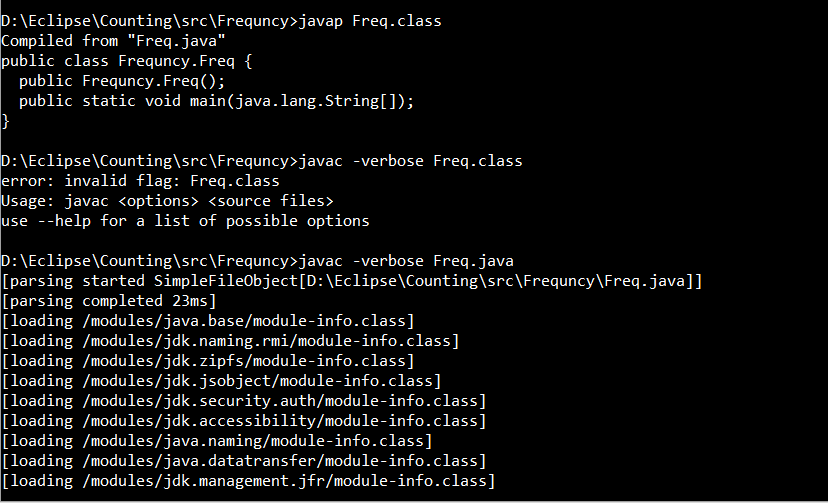 D:\Eclipse\Counting\src\Frequncy>javap Freq.class
Compiled from "Freq.java"
public class Frequncy.Freq {
  public Frequncy.Freq();
  public static void main(java.lang.String[]);
}
D:\Eclipse\Counting\src\Frequncy>javac -verbose Freq.class
error: invalid flag: Freq.class
Usage: javac <options> <source files>
use --help for a list of possible options
D:\Eclipse\Counting\src\Frequncy>javac -verbose Freq.java
[parsing started SimpleFileObject[D:\Eclipse\Counting\src\Frequncy\Freq.java]]
[parsing completed 23ms]
[loading /modules/java.base/module-info.class]
[loading /modules/jdk.naming.rmi/module-info.class]
[loading /modules/jdk.zipfs/module-info.class]
[loading /modules/jdk.jsobject/module-info.class]
[loading /modules/jdk.security.auth/module-info.class]
[loading /modules/jdk.accessibility/module-info.class]
[loading /modules/java.naming/module-info.class]
[loading /modules/java.datatransfer/module-info.class]
[loading /modules/jdk.management.jfr/module-info.class]